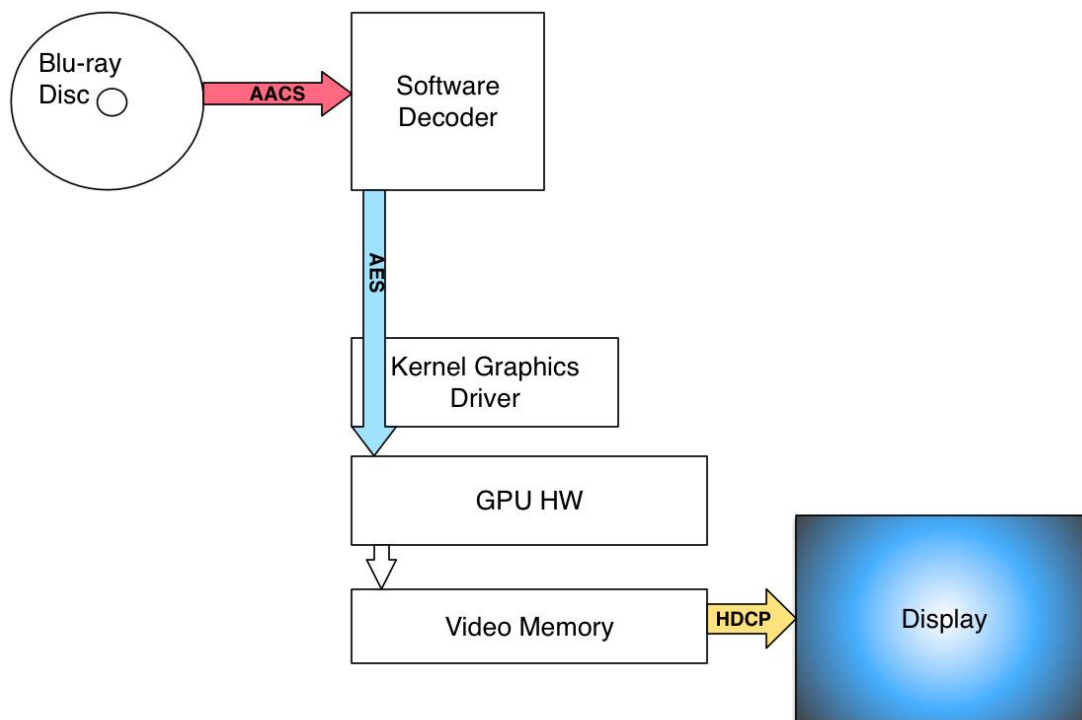 Blu-ray
Disc
AACS
Software
Decoder
AES
Kernel Graphics
Driver
GPU HW
Video Memory
HDCP
Display